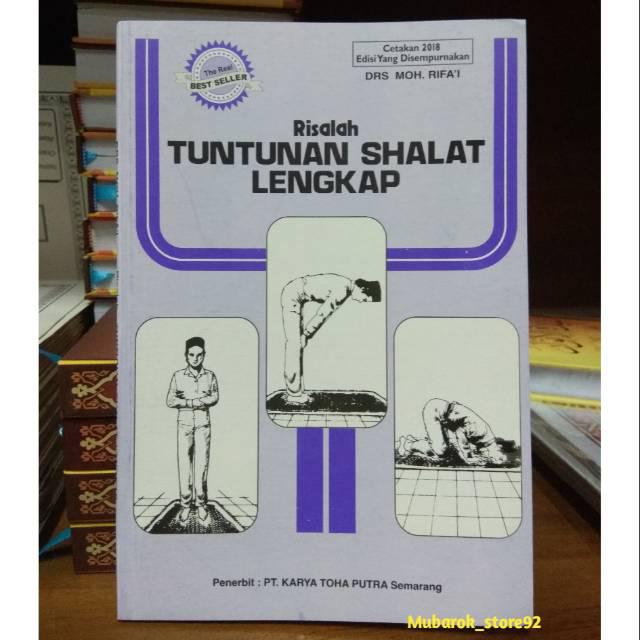 The Real
BEST SELLER
Cetakan 2018
Edisi Yang Disempurnakan
DRS MOH. RIFA'I
Risalah
TUNTUNAN SHALAT
LENGKAP
Penerbit : PT. KARYA TOHA PUTRA Semarang
Mubarok_store92